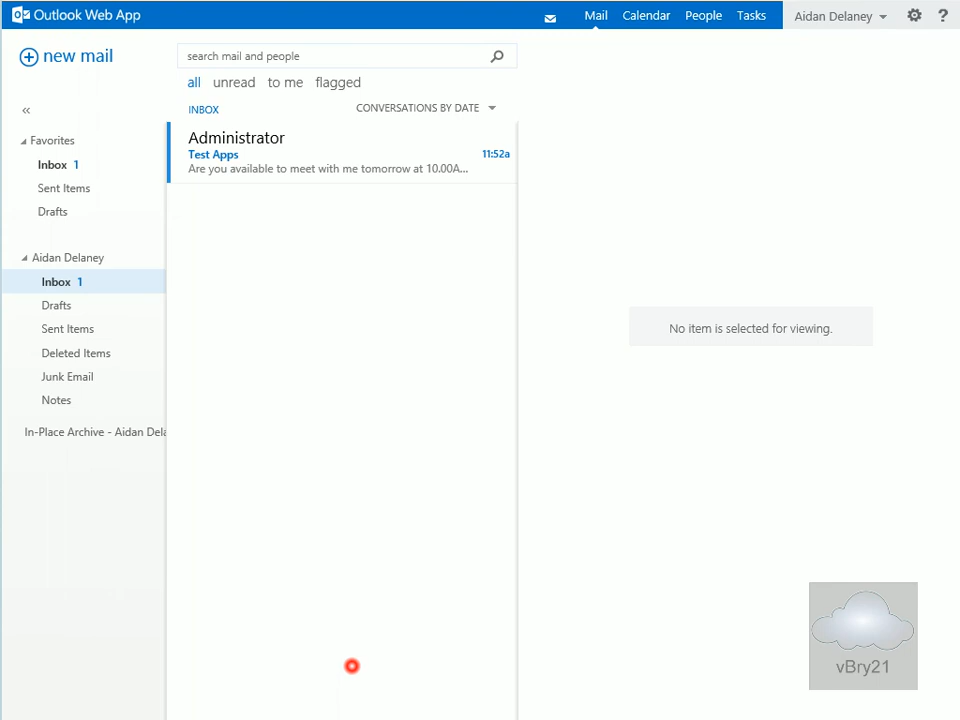 Outlook Web App
Mail Calendar People Tasks Aidan Delaney ?
new mail
search mail and people
all unread to me flagged
INBOX CONVERSATIONS BY DATE
Administrator
Test Apps 11:52a
Are you available to meet with me tomorrow at 10.00A...
«
Favorites
Inbox 1
Sent Items
Drafts
Aidan Delaney
Inbox 1
Drafts
Sent Items
Deleted Items
Junk Email
Notes
In-Place Archive - Aidan Dela
No item is selected for viewing.
vBry21